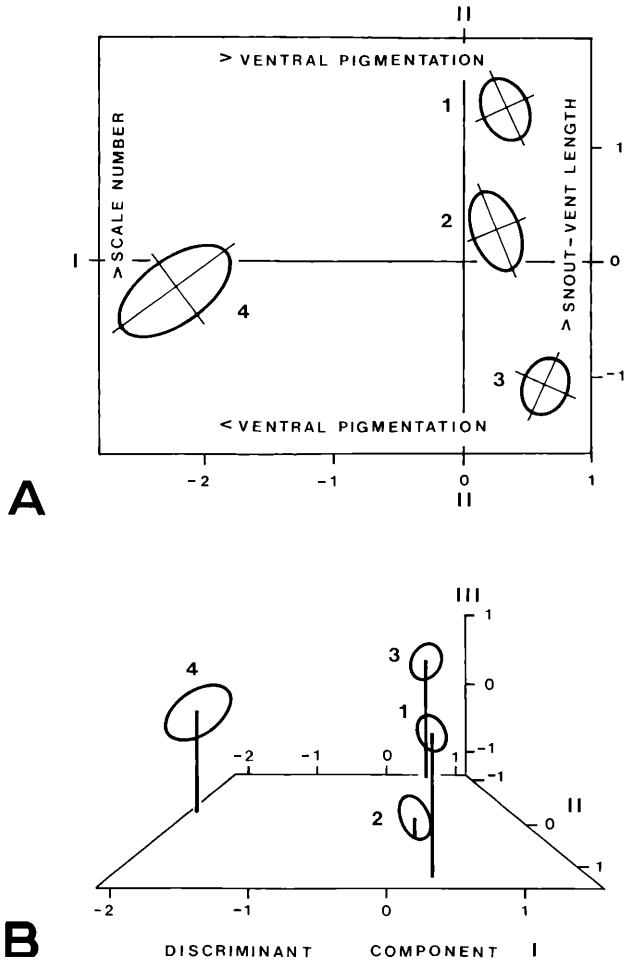 II
> VENTRAL PIGMENTATION
> SCALE NUMBER
> SNOUT-VENT LENGTH
1
1
2
I
0
4
3
-1
< VENTRAL PIGMENTATION
-2
-1
0
1
II
A
III
1
4
3
0
1
-1
-2
-1
0
1
-1
2
0
II
1
-2
-1
0
1
B
DISCRIMINANT COMPONENT I